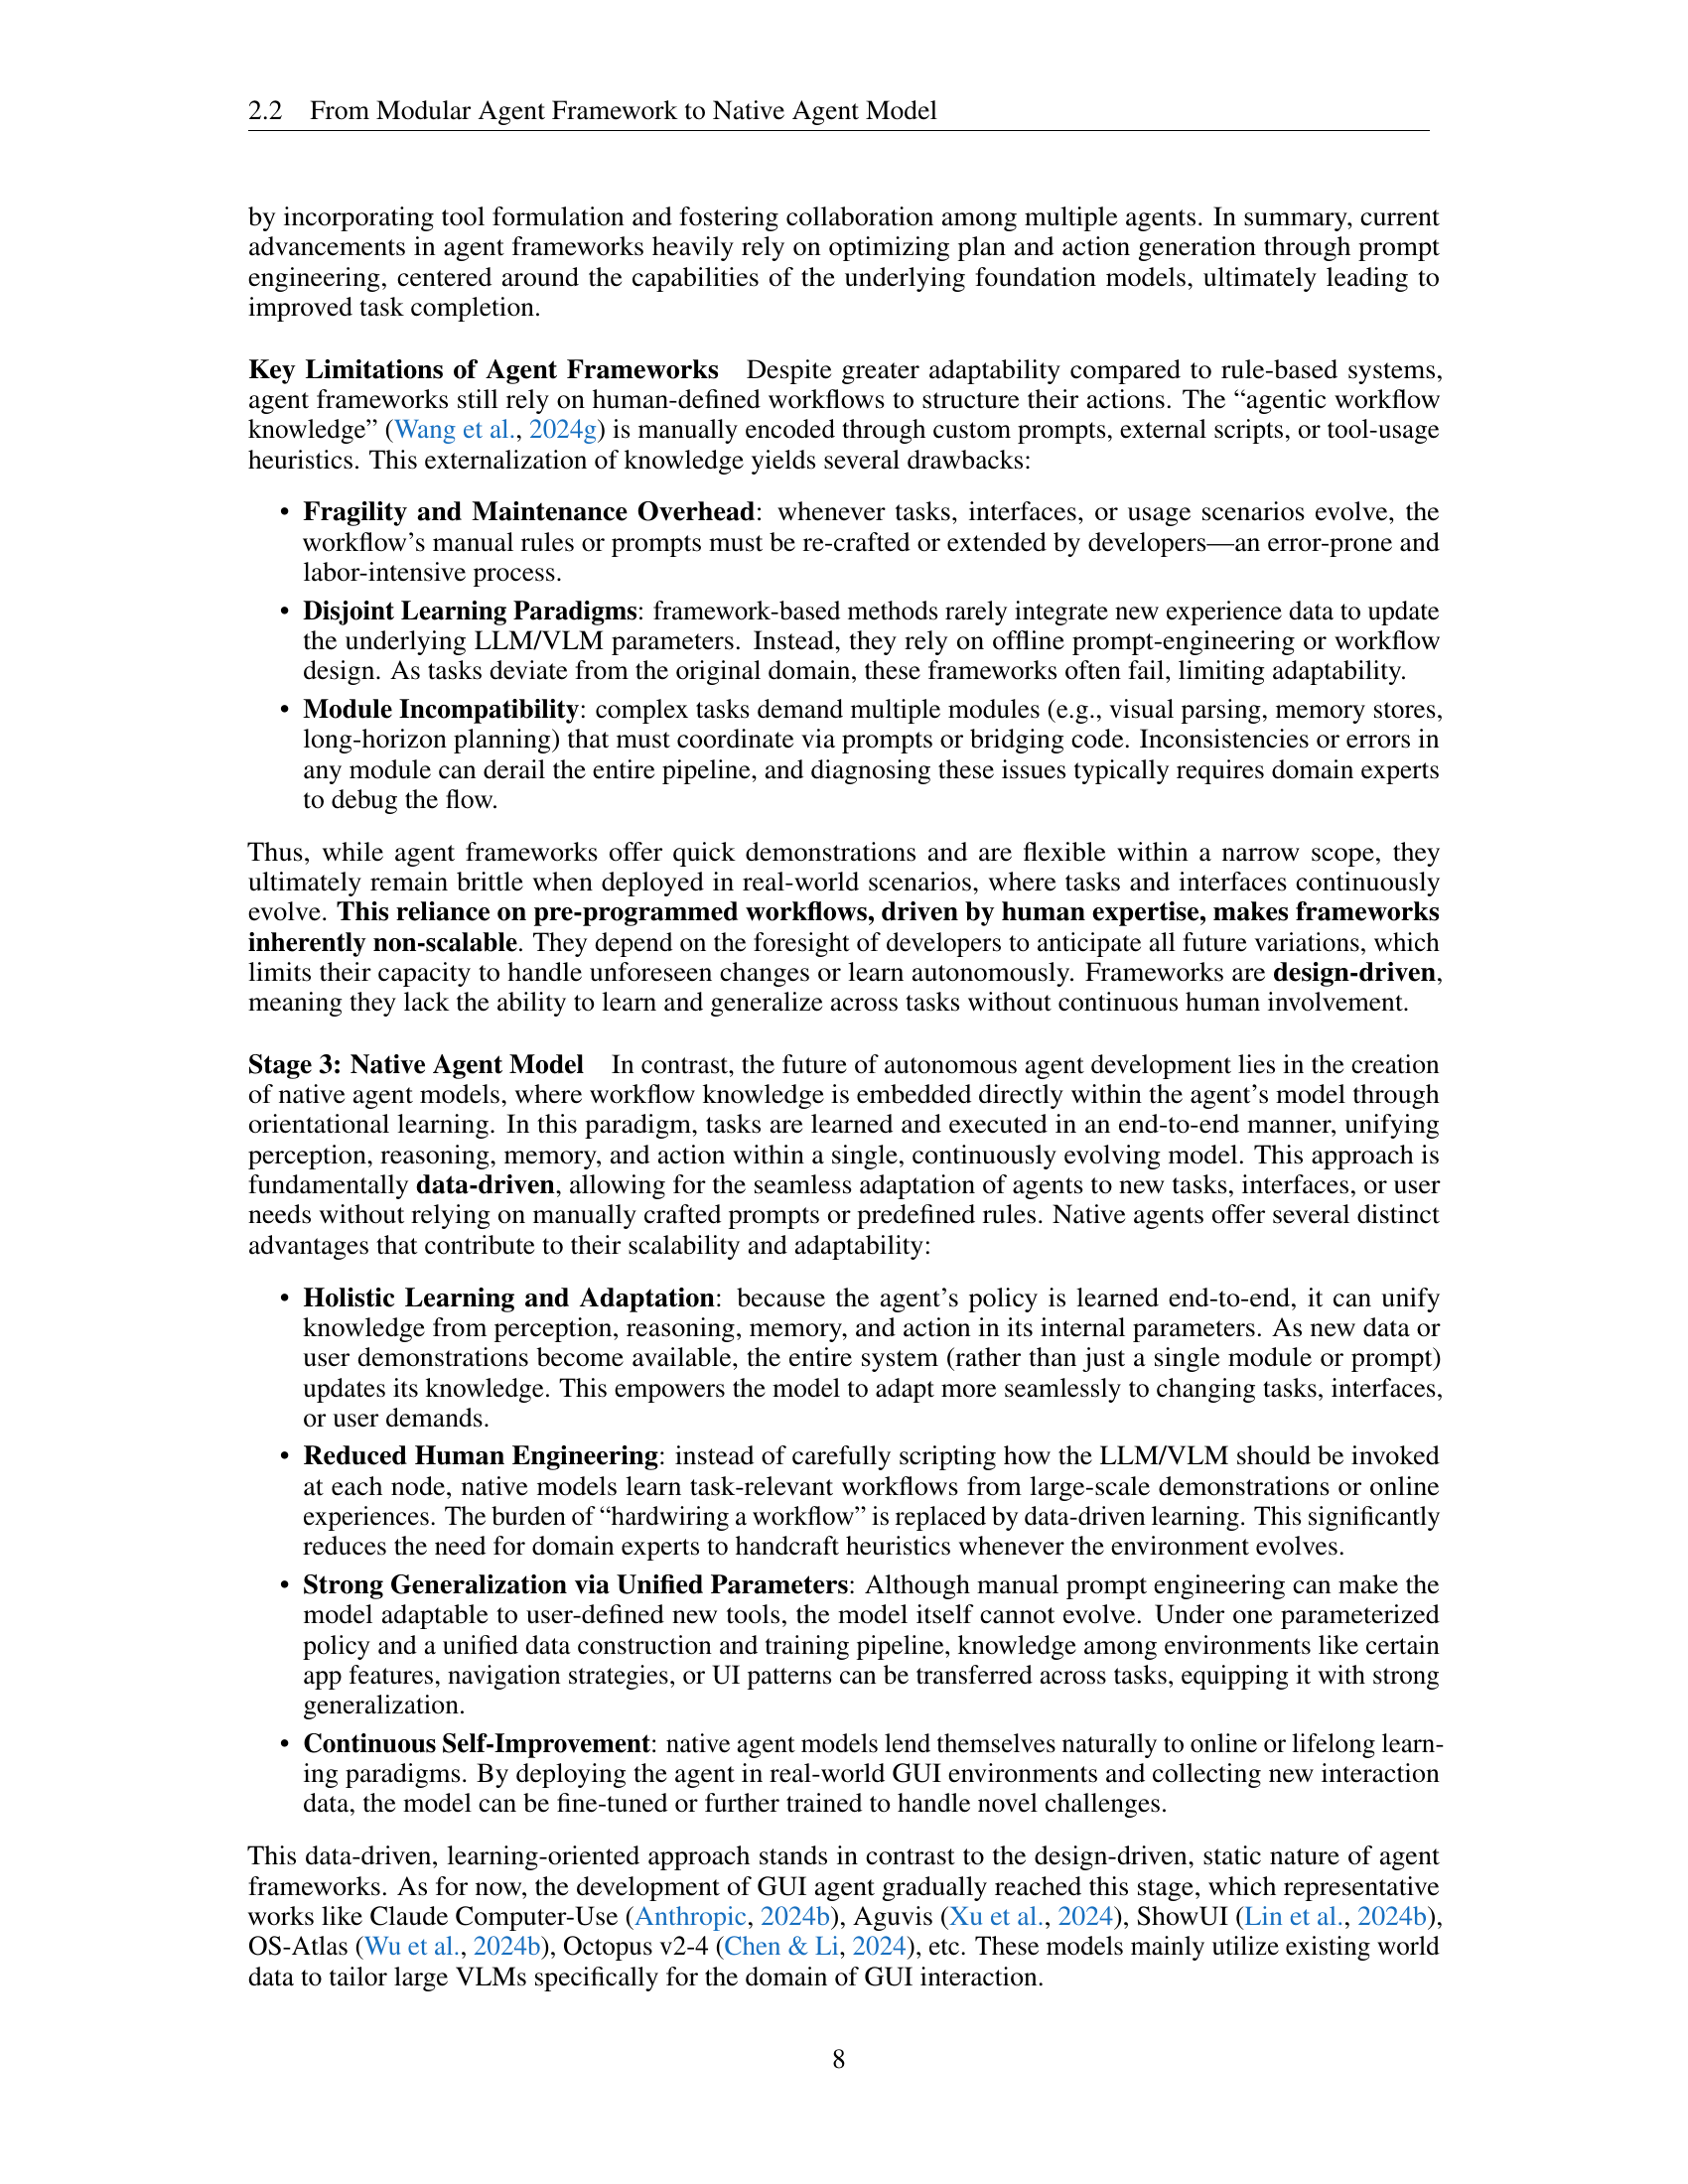 2.2 From Modular Agent Framework to Native Agent Model
by incorporating tool formulation and fostering collaboration among multiple agents. In summary, current
advancements in agent frameworks heavily rely on optimizing plan and action generation through prompt
engineering, centered around the capabilities of the underlying foundation models, ultimately leading to
improved task completion.
Key Limitations of Agent Frameworks Despite greater adaptability compared to rule-based systems,
agent frameworks still rely on human-defined workflows to structure their actions. The “agentic workflow
knowledge” (Wang et al., 2024g) is manually encoded through custom prompts, external scripts, or tool-usage
heuristics. This externalization of knowledge yields several drawbacks:
• Fragility and Maintenance Overhead: whenever tasks, interfaces, or usage scenarios evolve, the
workflow’s manual rules or prompts must be re-crafted or extended by developers—an error-prone and
labor-intensive process.
• Disjoint Learning Paradigms: framework-based methods rarely integrate new experience data to update
the underlying LLM/VLM parameters. Instead, they rely on offline prompt-engineering or workflow
design. As tasks deviate from the original domain, these frameworks often fail, limiting adaptability.
• Module Incompatibility: complex tasks demand multiple modules (e.g., visual parsing, memory stores,
long-horizon planning) that must coordinate via prompts or bridging code. Inconsistencies or errors in
any module can derail the entire pipeline, and diagnosing these issues typically requires domain experts
to debug the flow.
Thus, while agent frameworks offer quick demonstrations and are flexible within a narrow scope, they
ultimately remain brittle when deployed in real-world scenarios, where tasks and interfaces continuously
evolve. This reliance on pre-programmed workflows, driven by human expertise, makes frameworks
inherently non-scalable. They depend on the foresight of developers to anticipate all future variations, which
limits their capacity to handle unforeseen changes or learn autonomously. Frameworks are design-driven,
meaning they lack the ability to learn and generalize across tasks without continuous human involvement.
Stage 3: Native Agent Model In contrast, the future of autonomous agent development lies in the creation
of native agent models, where workflow knowledge is embedded directly within the agent’s model through
orientational learning. In this paradigm, tasks are learned and executed in an end-to-end manner, unifying
perception, reasoning, memory, and action within a single, continuously evolving model. This approach is
fundamentally data-driven, allowing for the seamless adaptation of agents to new tasks, interfaces, or user
needs without relying on manually crafted prompts or predefined rules. Native agents offer several distinct
advantages that contribute to their scalability and adaptability:
• Holistic Learning and Adaptation: because the agent’s policy is learned end-to-end, it can unify
knowledge from perception, reasoning, memory, and action in its internal parameters. As new data or
user demonstrations become available, the entire system (rather than just a single module or prompt)
updates its knowledge. This empowers the model to adapt more seamlessly to changing tasks, interfaces,
or user demands.
• Reduced Human Engineering: instead of carefully scripting how the LLM/VLM should be invoked
at each node, native models learn task-relevant workflows from large-scale demonstrations or online
experiences. The burden of “hardwiring a workflow” is replaced by data-driven learning. This significantly
reduces the need for domain experts to handcraft heuristics whenever the environment evolves.
• Strong Generalization via Unified Parameters: Although manual prompt engineering can make the
model adaptable to user-defined new tools, the model itself cannot evolve. Under one parameterized
policy and a unified data construction and training pipeline, knowledge among environments like certain
app features, navigation strategies, or UI patterns can be transferred across tasks, equipping it with strong
generalization.
• Continuous Self-Improvement: native agent models lend themselves naturally to online or lifelong learn-
ing paradigms. By deploying the agent in real-world GUI environments and collecting new interaction
data, the model can be fine-tuned or further trained to handle novel challenges.
This data-driven, learning-oriented approach stands in contrast to the design-driven, static nature of agent
frameworks. As for now, the development of GUI agent gradually reached this stage, which representative
works like Claude Computer-Use (Anthropic, 2024b), Aguvis (Xu et al., 2024), ShowUI (Lin et al., 2024b),
OS-Atlas (Wu et al., 2024b), Octopus v2-4 (Chen & Li, 2024), etc. These models mainly utilize existing world
data to tailor large VLMs specifically for the domain of GUI interaction.
8